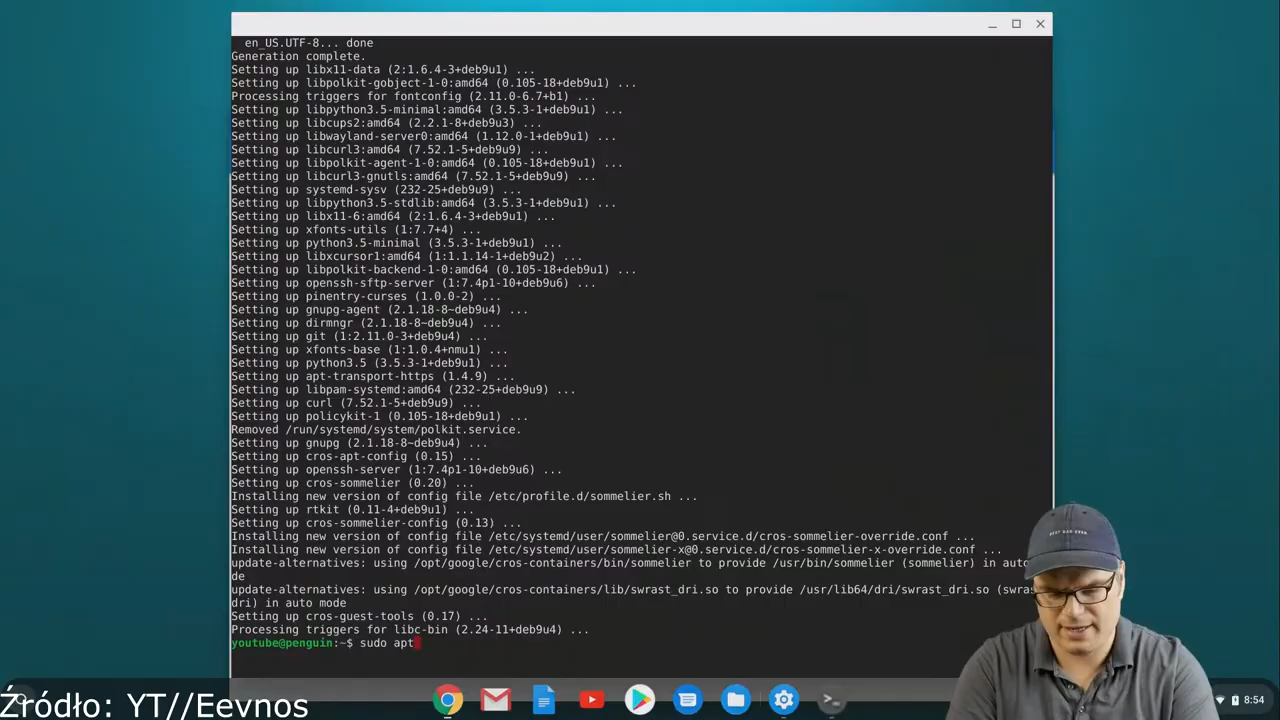 en_US.UTF-8... done
Generation complete.
Setting up libx11-data (2:1.6.4-3+deb9u1) ...
Setting up libpolkit-gobject-1-0:amd64 (0.105-18+deb9u1) ...
Processing triggers for fontconfig (2.11.0-6.7+b1) ...
Setting up libpython3.5-minimal:amd64 (3.5.3-1+deb9u1) ...
Setting up libcups2:amd64 (2.2.1-8+deb9u3) ...
Setting up libwayland-server0:amd64 (1.12.0-1+deb9u1) ...
Setting up libcurl3:amd64 (7.52.1-5+deb9u9) ...
Setting up libpolkit-agent-1-0:amd64 (0.105-18+deb9u1) ...
Setting up libcurl3-gnutls:amd64 (7.52.1-5+deb9u9) ...
Setting up systemd-sysv (232-25+deb9u9) ...
Setting up libpython3.5-stdlib:amd64 (3.5.3-1+deb9u1) ...
Setting up libx11-6:amd64 (2:1.6.4-3+deb9u1) ...
Setting up xfonts-utils (1:7.7+4) ...
Setting up python3.5-minimal (3.5.3-1+deb9u1) ...
Setting up libxcursor1:amd64 (1:1.1.14-1+deb9u2) ...
Setting up libpolkit-backend-1-0:amd64 (0.105-18+deb9u1) ...
Setting up openssh-sftp-server (1:7.4p1-10+deb9u6) ...
Setting up pinentry-curses (1.0.0-2) ...
Setting up gnupg-agent (2.1.18-8~deb9u4) ...
Setting up dirmngr (2.1.18-8~deb9u4) ...
Setting up git (1:2.11.0-3+deb9u4) ...
Setting up xfonts-base (1:1.0.4+nmu1) ...
Setting up python3.5 (3.5.3-1+deb9u1) ...
Setting up apt-transport-https (1.4.9) ...
Setting up libpam-systemd:amd64 (232-25+deb9u9) ...
Setting up curl (7.52.1-5+deb9u9) ...
Setting up policykit-1 (0.105-18+deb9u1) ...
Removed /run/systemd/system/polkit.service.
Setting up gnupg (2.1.18-8~deb9u4) ...
Setting up cros-apt-config (0.15) ...
Setting up openssh-server (1:7.4p1-10+deb9u6) ...
Setting up cros-sommelier (0.20) ...
Installing new version of config file /etc/profile.d/sommelier.sh ...
Setting up rtkit (0.11-4+deb9u1) ...
Setting up cros-sommelier-config (0.13) ...
Installing new version of config file /etc/systemd/user/sommelier@0.service.d/cros-sommelier-override.conf ...
Installing new version of config file /etc/systemd/user/sommelier-x@0.service.d/cros-sommelier-x-override.conf ...
update-alternatives: using /opt/google/cros-containers/bin/sommelier to provide /usr/bin/sommelier (sommelier) in auto
de
update-alternatives: using /opt/google/cros-containers/lib/swrast_dri.so to provide /usr/lib64/dri/swrast_dri.so (swrast
dri) in auto mode
Setting up cros-guest-tools (0.17) ...
Processing triggers for libc-bin (2.24-11+deb9u4) ...
youtube@penguin:~$ sudo apt
BEST DAD EVER.
Źródło: YT//Eevnos
8:54